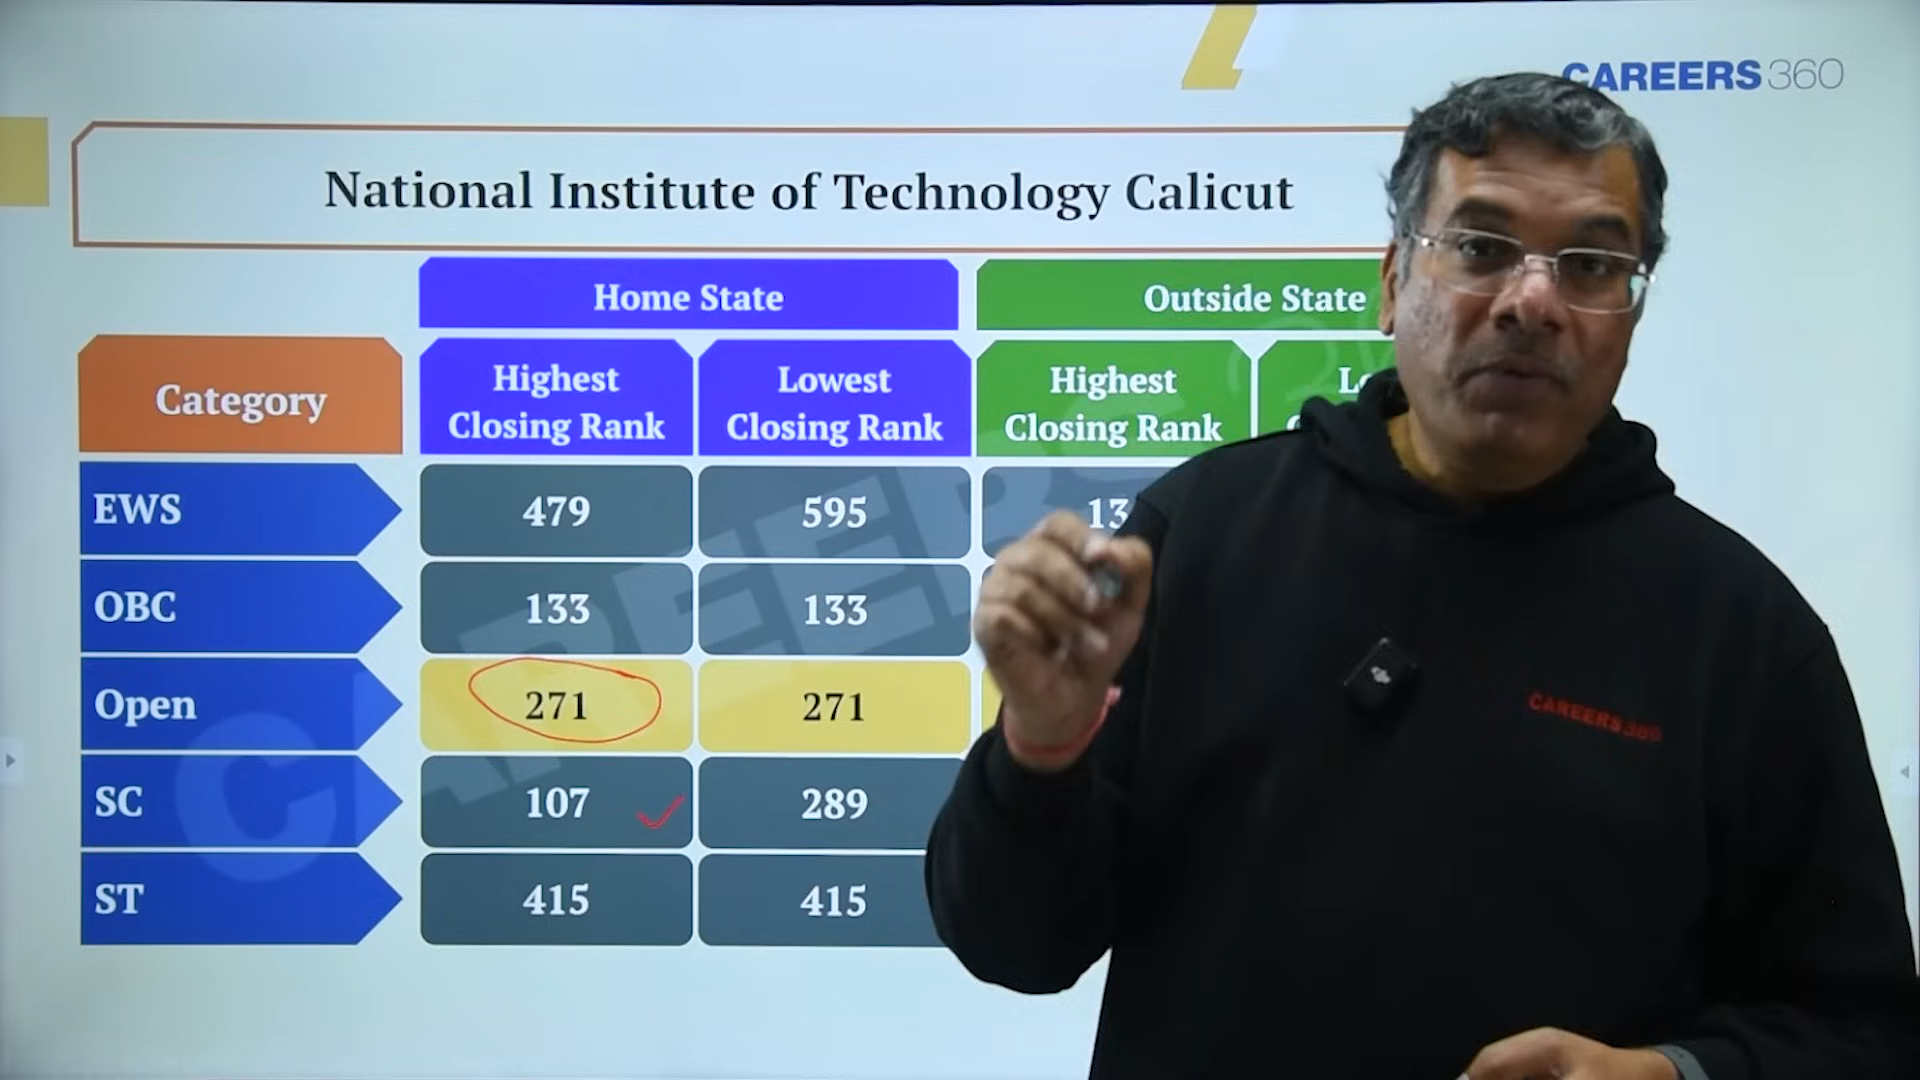 CAREERS360
National Institute of Technology Calicut
Home State
Outside State
Category
Highest
Closing Rank
Lowest
Closing Rank
Highest
Closing Rank
EWS
479
595
OBC
133
133
Open
271
271
SC
107
289
ST
415
415
CAREERS360